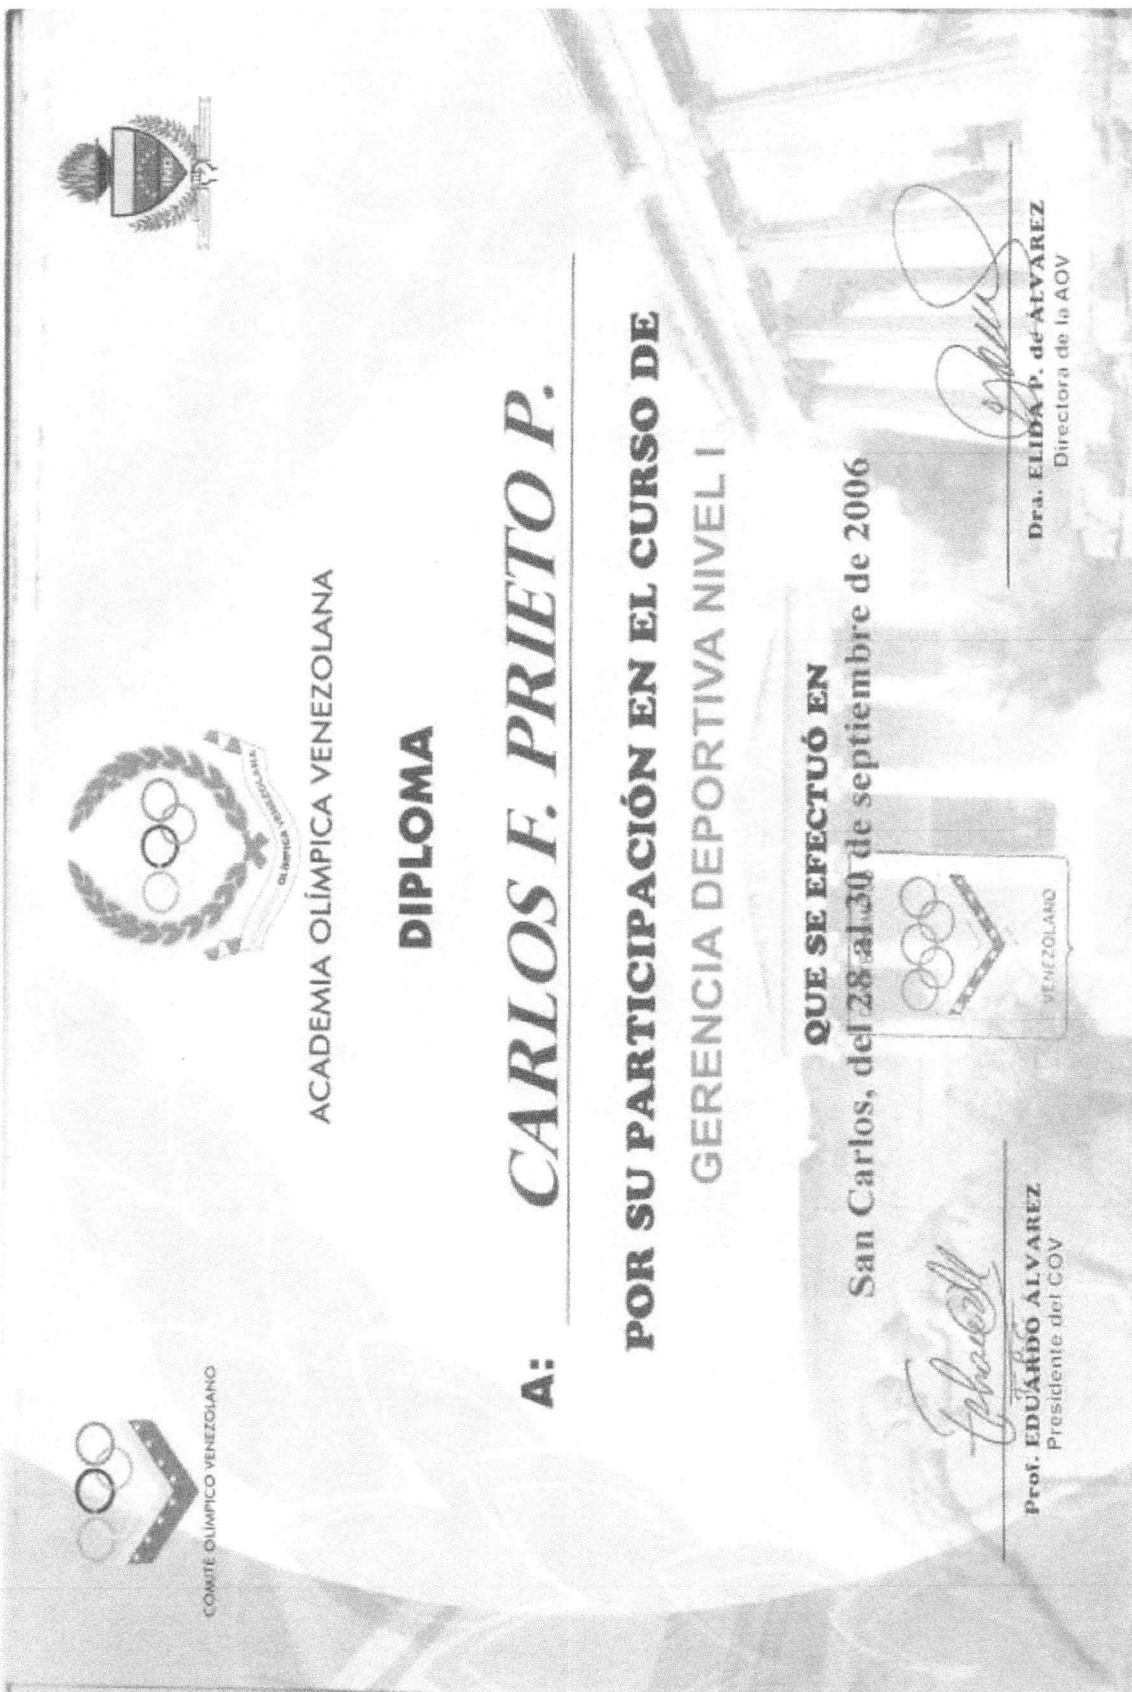 COMITÉ OLÍMPICO VENEZOLANO
OLÍMPICA VENEZOLANA
ACADEMIA OLÍMPICA VENEZOLANA
DIPLOMA
A: CARLOS F. PRIETO P.
POR SU PARTICIPACIÓN EN EL CURSO DE
GERENCIA DEPORTIVA NIVEL I
QUE SE EFECTUÓ EN
San Carlos, del 28 al 30 de septiembre de 2006
VENEZOLANO
Prof. EDUARDO ÁLVAREZ
Presidente del COV
Dra. ELIDA P. de ÁLVAREZ
Directora de la AOV